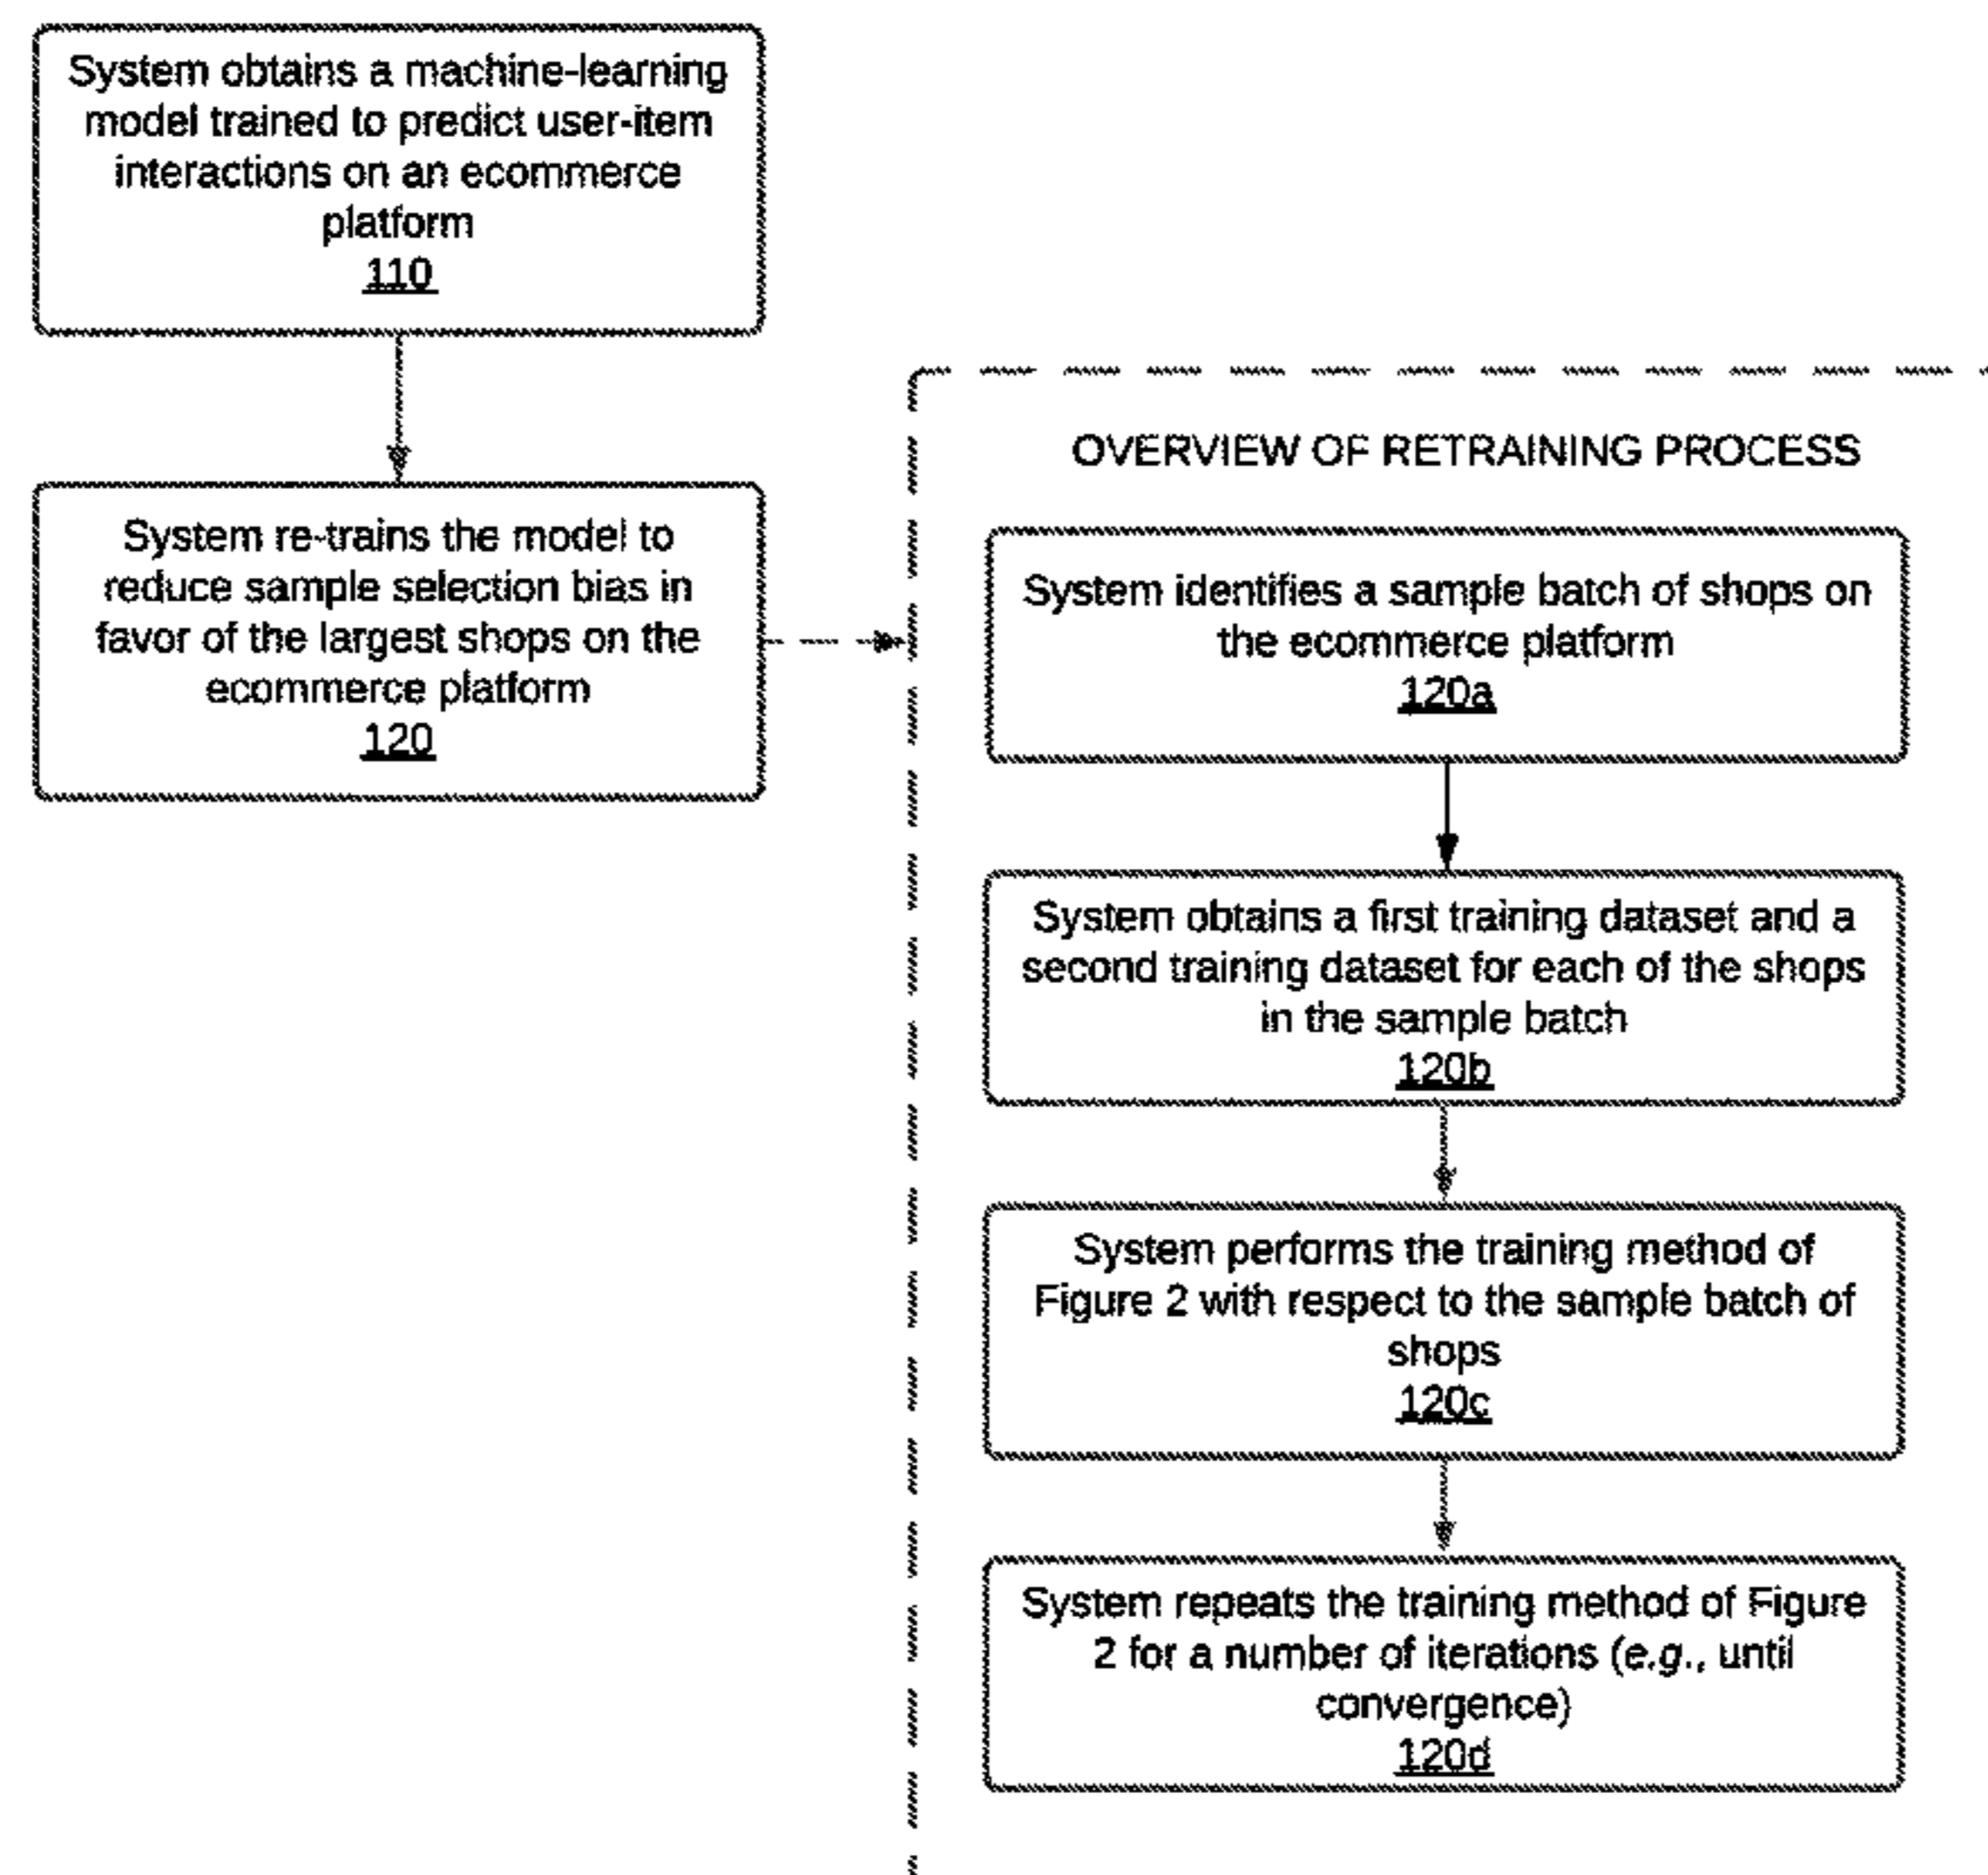 System obtains a machine-learning
model trained to predict user-item
interactions on an ecommerce
platform
110
System re-trains the model to
reduce sample selection bias in
favor of the largest shops on the
ecommerce platform
120
OVERVIEW OF RETRAINING PROCESS
System identifies a sample batch of shops on
the ecommerce platform
120a
System obtains a first training dataset and a
second training dataset for each of the shops
in the sample batch
120b
System performs the training method of
Figure 2 with respect to the sample batch of
shops
120c
System repeats the training method of Figure
2 for a number of iterations (e.g., until
convergence)
120d